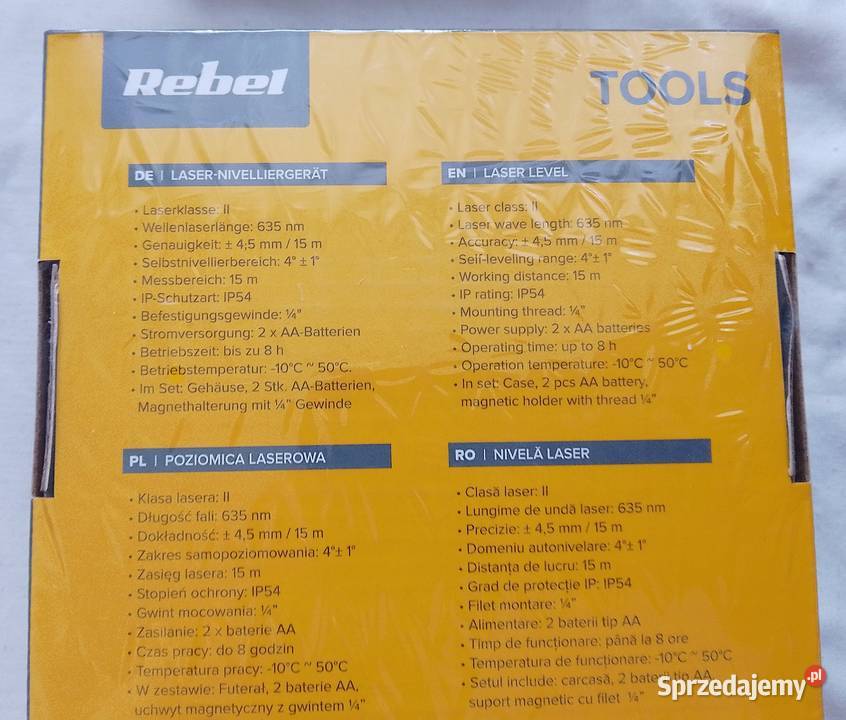 Rebel
TOOLS
DE | LASER-NIVELLIERGERÄT
• Laserklasse: II
• Wellenlaserlänge: 635 nm
• Genauigkeit: ± 4,5 mm / 15 m
• Selbstnivellierbereich: 4° ± 1°
• Messbereich: 15 m
• IP-Schutzart: IP54
• Befestigungsgewinde: ¼"
• Stromversorgung: 2 x AA-Batterien
• Betriebszeit: bis zu 8 h
• Betriebstemperatur: -10°C ~ 50°C.
• Im Set: Gehäuse, 2 Stk. AA-Batterien,
Magnethalterung mit ¼" Gewinde
EN | LASER LEVEL
• Laser class: II
• Laser wave length: 635 nm
• Accuracy: ± 4,5 mm / 15 m
• Self-leveling range: 4°± 1°
• Working distance: 15 m
• IP rating: IP54
• Mounting thread: ¼"
• Power supply: 2 x AA batteries
• Operating time: up to 8 h
• Operation temperature: -10°C ~ 50°C
• In set: Case, 2 pcs AA battery,
magnetic holder with thread ¼"
PL | POZIOMICA LASEROWA
• Klasa lasera: II
• Długość fali: 635 nm
• Dokładność: ± 4,5 mm / 15 m
• Zakres samopoziomowania: 4°± 1°
• Zasięg lasera: 15 m
• Stopień ochrony: IP54
• Gwint mocowania: ¼"
• Zasilanie: 2 x baterie AA
• Czas pracy: do 8 godzin
• Temperatura pracy: -10°C ~ 50°C
• W zestawie: Futerał, 2 baterie AA,
uchwyt magnetyczny z gwintem ¼"
RO | NIVELĂ LASER
• Clasă laser: II
• Lungime de undă laser: 635 nm
• Precizie: ± 4,5 mm / 15 m
• Domeniu autonivelare: 4°± 1°
• Distanța de lucru: 15 m
• Grad de protecție IP: IP54
• Filet montare: ¼"
• Alimentare: 2 baterii tip AA
• Timp de funcționare: până la 8 ore
• Temperatura de funcționare: -10°C ~ 50°C
• Setul include: carcasă, 2 baterii tip AA,
suport magnetic cu filet ¼"
Sprzedajemy.pl